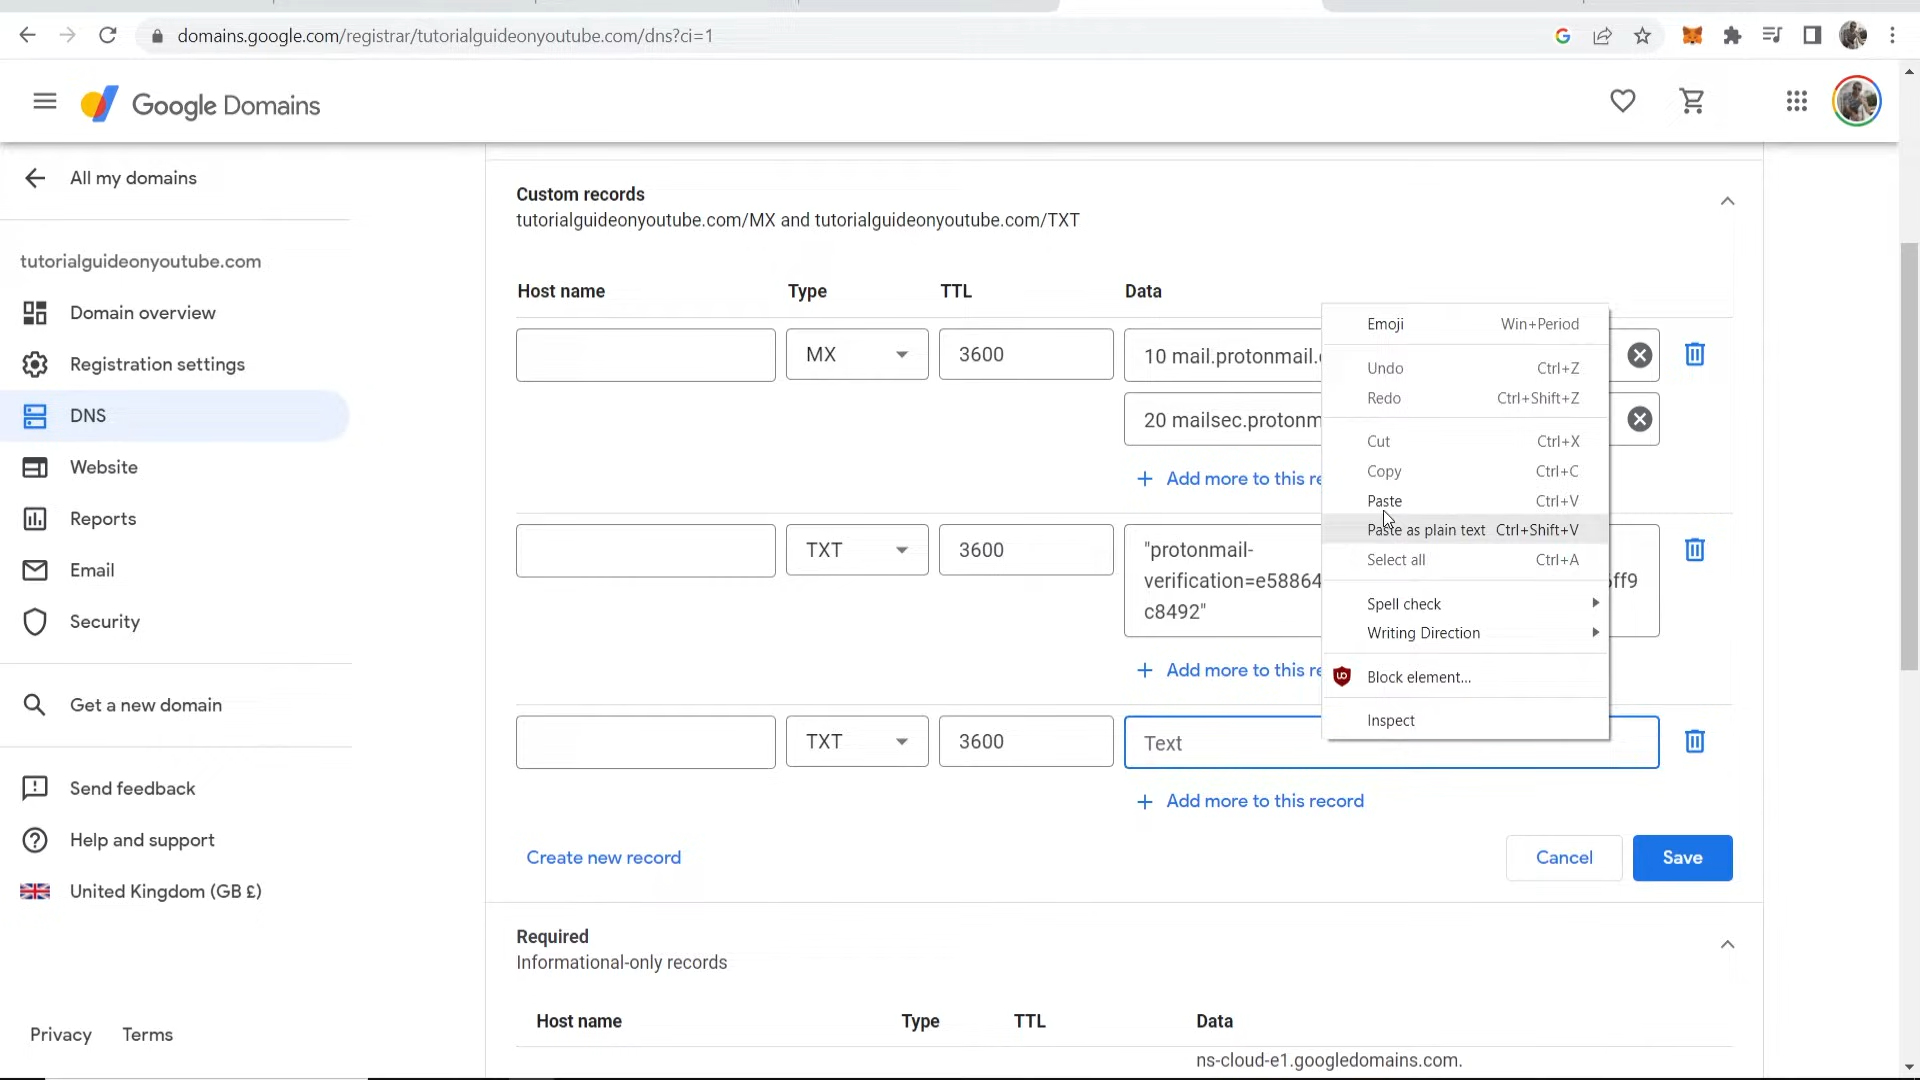 domains.google.com/registrar/tutorialguideonyoutube.com/dns?ci=1
Google Domains
All my domains
tutorialguideonyoutube.com
Domain overview
Registration settings
DNS
Website
Reports
Email
Security
Get a new domain
Send feedback
Help and support
United Kingdom (GB £)
Privacy Terms
Custom records
tutorialguideonyoutube.com/MX and tutorialguideonyoutube.com/TXT
Host name Type TTL Data
MX 3600 10 mail.protonmail.
20 mailsec.protonm
Add more to this re
TXT 3600 "protonmail-
verification=e58864 ff9
c8492"
Add more to this re
TXT 3600 Text
Add more to this record
Create new record Cancel Save
Emoji Win+Period
Undo Ctrl+Z
Redo Ctrl+Shift+Z
Cut Ctrl+X
Copy Ctrl+C
Paste Ctrl+V
Paste as plain text Ctrl+Shift+V
Select all Ctrl+A
Spell check
Writing Direction
Block element...
Inspect
Required
Informational-only records
Host name Type TTL Data
ns-cloud-e1.googledomains.com.